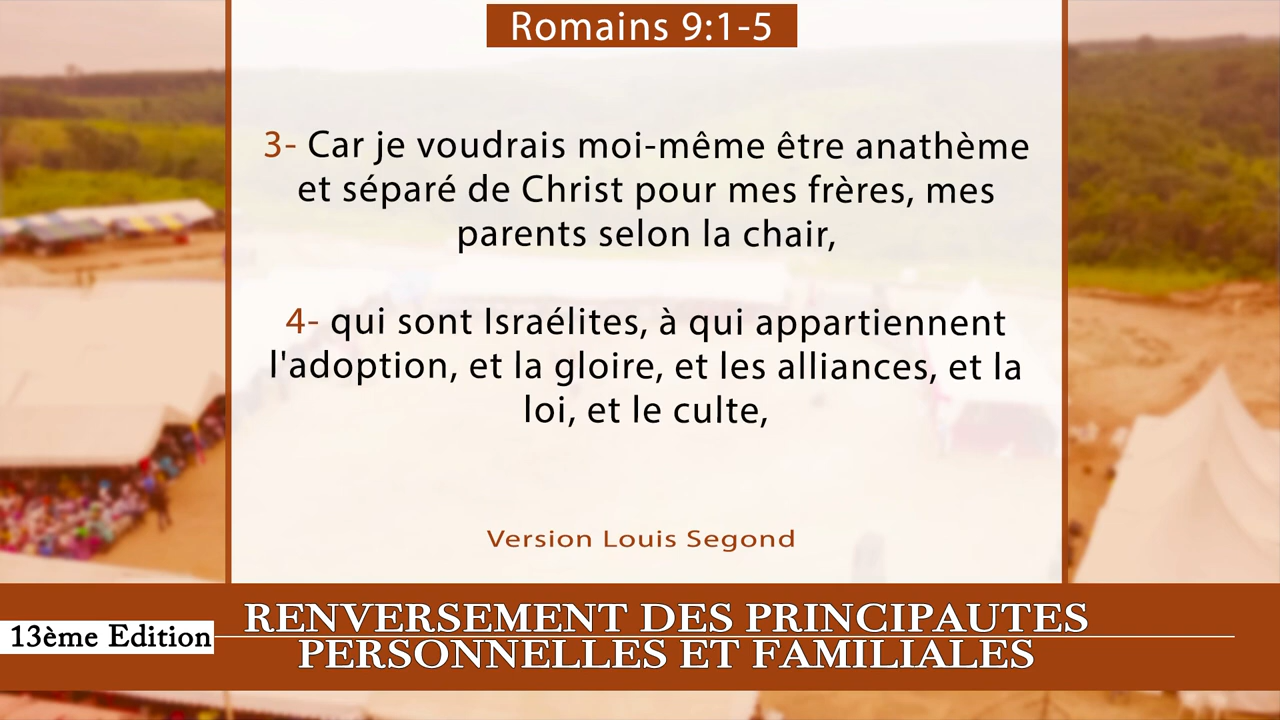 Romains 9:1-5
3- Car je voudrais moi-même être anathème
et séparé de Christ pour mes frères, mes
parents selon la chair,
4- qui sont Israélites, à qui appartiennent
l'adoption, et la gloire, et les alliances, et la
loi, et le culte,
Version Louis Segond
13ème Edition
RENVERSEMENT DES PRINCIPAUTES
PERSONNELLES ET FAMILIALES